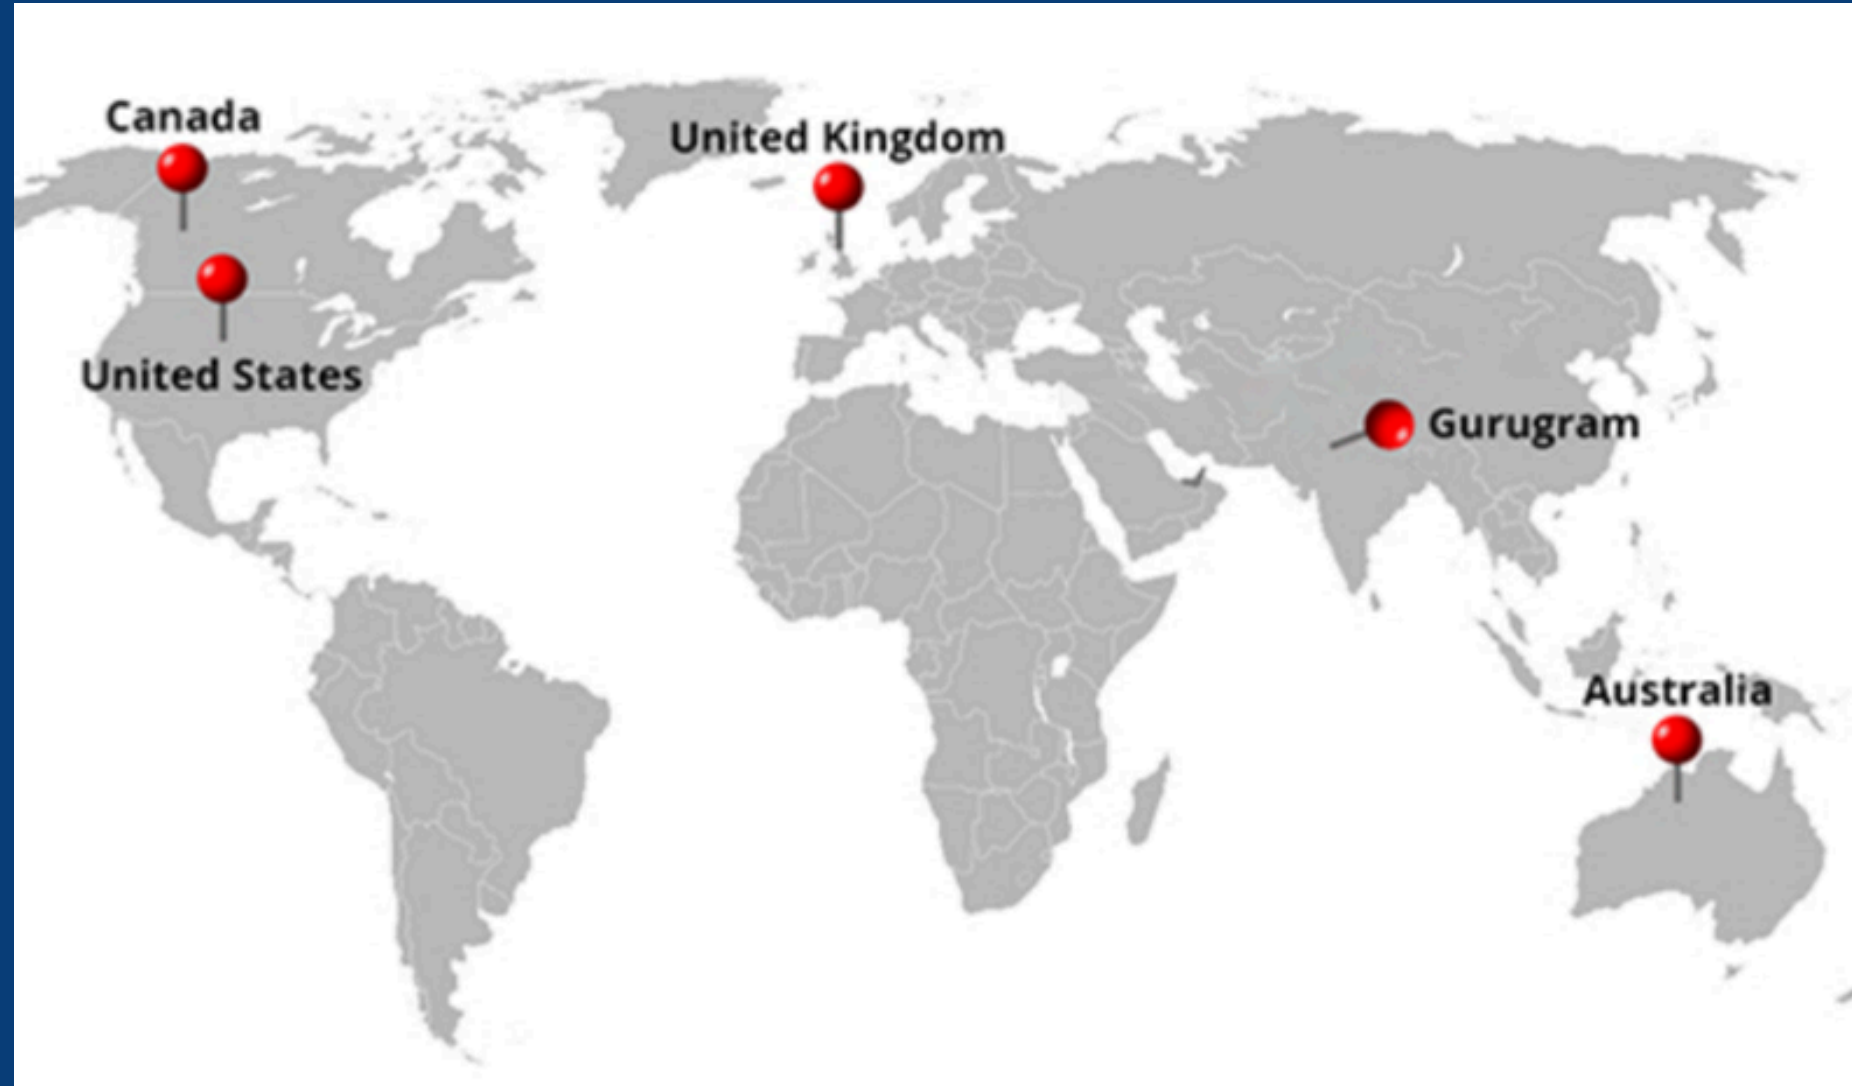 Canada
United Kingdom
United States
Gurugram
Australia